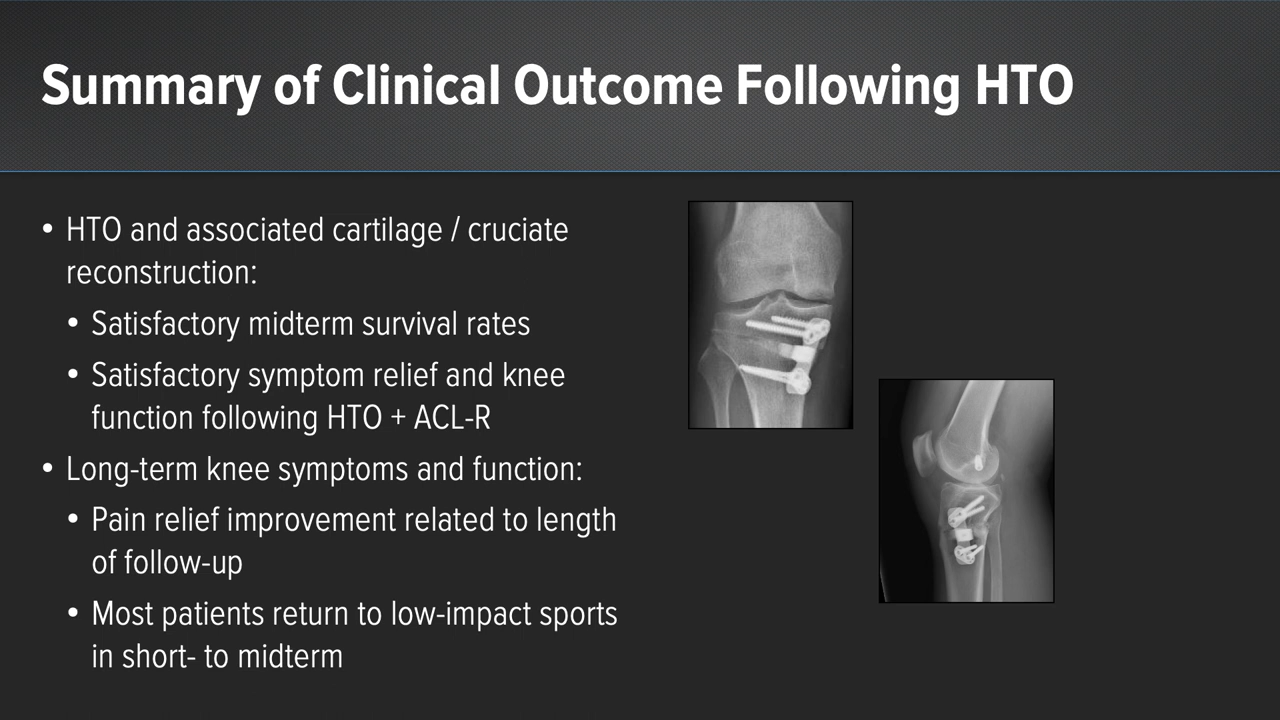 Summary of Clinical Outcome Following HTO
• HTO and associated cartilage / cruciate
reconstruction:
• Satisfactory midterm survival rates
• Satisfactory symptom relief and knee
function following HTO + ACL-R
• Long-term knee symptoms and function:
• Pain relief improvement related to length
of follow-up
• Most patients return to low-impact sports
in short- to midterm